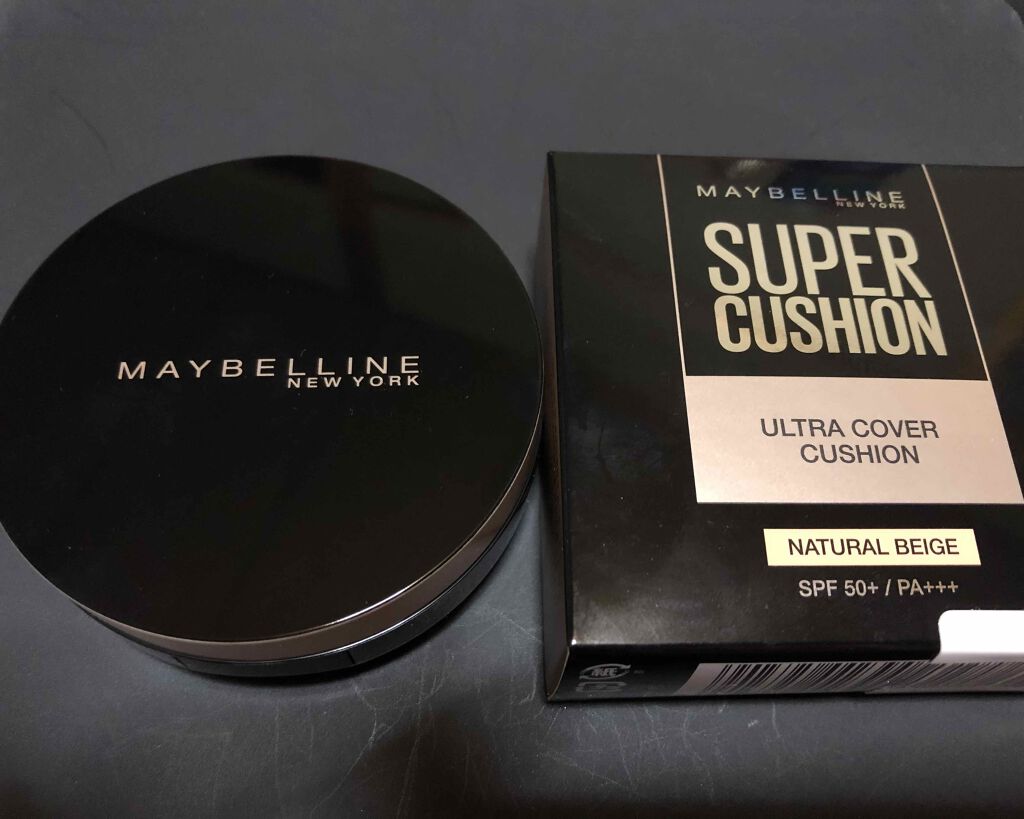 MAYBELLINE
NEW YORK
MAYBELLINE
NEW YORK
SUPER
CUSHION
ULTRA COVER
CUSHION
NATURAL BEIGE
SPF 50+ / PA+++